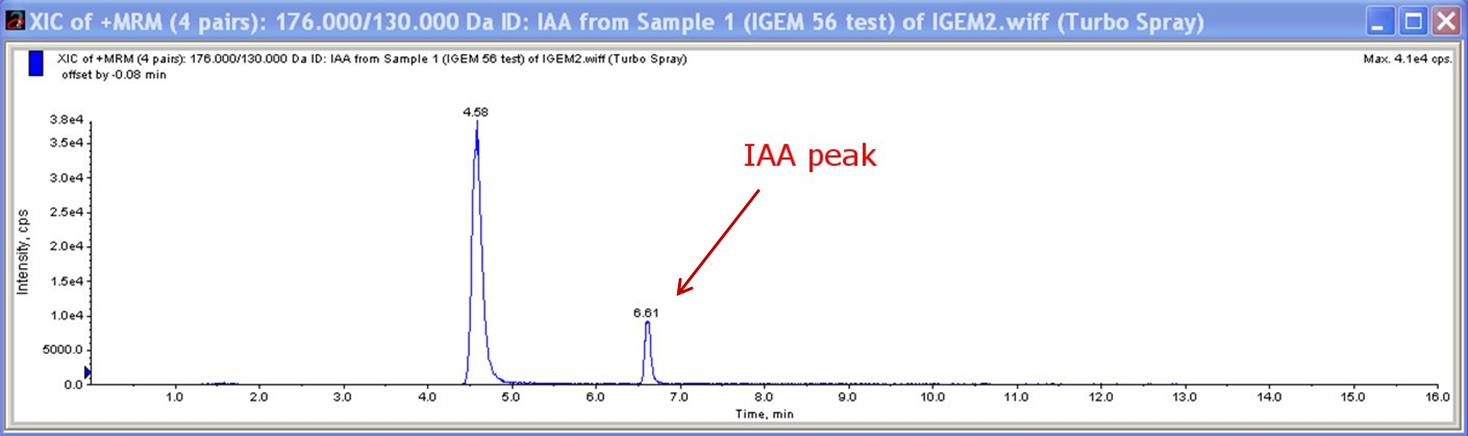 XIC of +MRM (4 pairs): 176.000/130.000 Da ID: IAA from Sample 1 (IGEM 56 test) of IGEM2.wiff (Turbo Spray)
XIC of +MRM (4 pairs): 176.000/130.000 Da ID: IAA from Sample 1 (IGEM 56 test) of IGEM2.wiff (Turbo Spray)
Max. 4.1e4 cps.
offset by -0.08 min
4.58
3.8e4
3.5e4
3.0e4
2.5e4
2.0e4
1.5e4
1.0e4
5000.0
0.0
Intensity, cps
IAA peak
6.61
1.0 2.0 3.0 4.0 5.0 6.0 7.0 8.0 9.0 10.0 11.0 12.0 13.0 14.0 15.0 16.0
Time, min